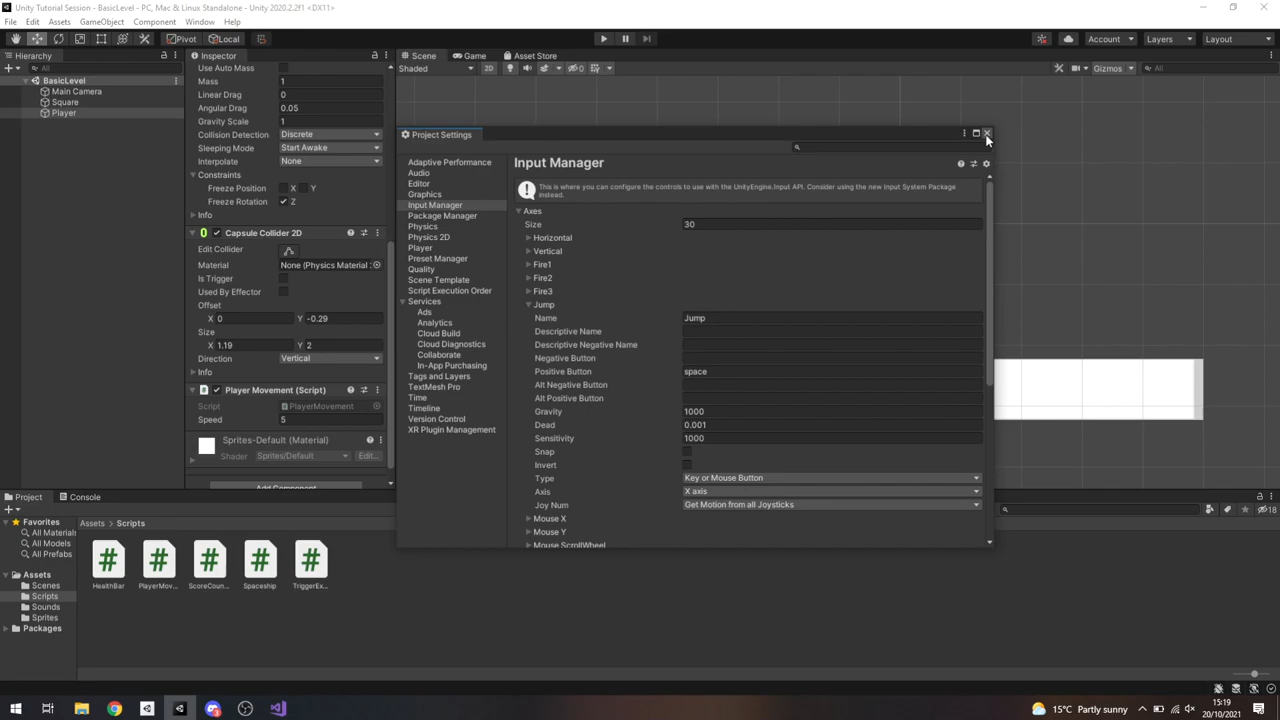 Unity Tutorial Session - BasicLevel - PC, Mac & Linux Standalone - Unity 2020.2.2f1 <DX11>
File Edit Assets GameObject Component Window Help
Pivot Local Account Layers Layout
Hierarchy
All
BasicLevel
Main Camera
Square
Player
Inspector
Use Auto Mass
Mass 1
Linear Drag 0
Angular Drag 0.05
Gravity Scale 1
Collision Detection Discrete
Sleeping Mode Start Awake
Interpolate None
Constraints
Freeze Position X Y
Freeze Rotation Z
Info
Capsule Collider 2D
Edit Collider
Material None (Physics Material
Is Trigger
Used By Effector
Offset
X 0 Y -0.29
Size
X 1.19 Y 2
Direction Vertical
Info
Player Movement (Script)
Script PlayerMovement
Speed 5
Sprites-Default (Material)
Shader Sprites/Default Edit...
Add Component
Scene Game Asset Store
Shaded 2D 0 Gizmos All
Project Settings
Adaptive Performance
Audio
Editor
Graphics
Input Manager
Package Manager
Physics
Physics 2D
Player
Preset Manager
Quality
Scene Template
Script Execution Order
Services
Ads
Analytics
Cloud Build
Cloud Diagnostics
Collaborate
In-App Purchasing
Tags and Layers
TextMesh Pro
Time
Timeline
Version Control
XR Plugin Management
Input Manager
This is where you can configure the controls to use with the UnityEngine.Input API. Consider using the new Input System Package
instead.
Axes
Size 30
Horizontal
Vertical
Fire1
Fire2
Fire3
Jump
Name Jump
Descriptive Name
Descriptive Negative Name
Negative Button
Positive Button space
Alt Negative Button
Alt Positive Button
Gravity 1000
Dead 0.001
Sensitivity 1000
Snap
Invert
Type Key or Mouse Button
Axis X axis
Joy Num Get Motion from all Joysticks
Mouse X
Mouse Y
Mouse ScrollWheel
Project Console
18
Favorites
All Materials
All Models
All Prefabs
Assets
Scenes
Scripts
Sounds
Sprites
Packages
Assets > Scripts
HealthBar PlayerMov... ScoreCoun... Spaceship TriggerEx...
15°C Partly sunny
15:19
20/10/2021